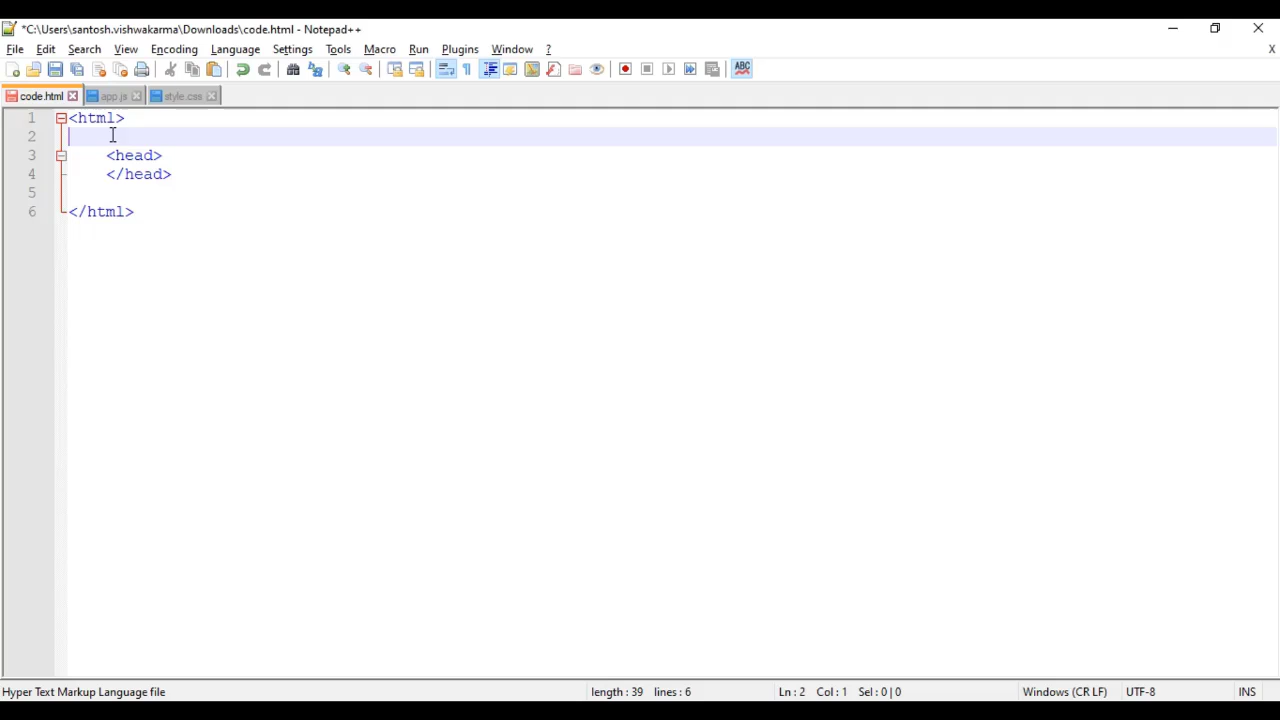 *C:\Users\santosh.vishwakarma\Downloads\code.html - Notepad++
File Edit Search View Encoding Language Settings Tools Macro Run Plugins Window ? X
ABC
code.html app.js style.css
1 <html>
2
3 <head>
4 </head>
5
6 </html>
Hyper Text Markup Language file length : 39 lines : 6 Ln : 2 Col : 1 Sel : 0 | 0 Windows (CR LF) UTF-8 INS